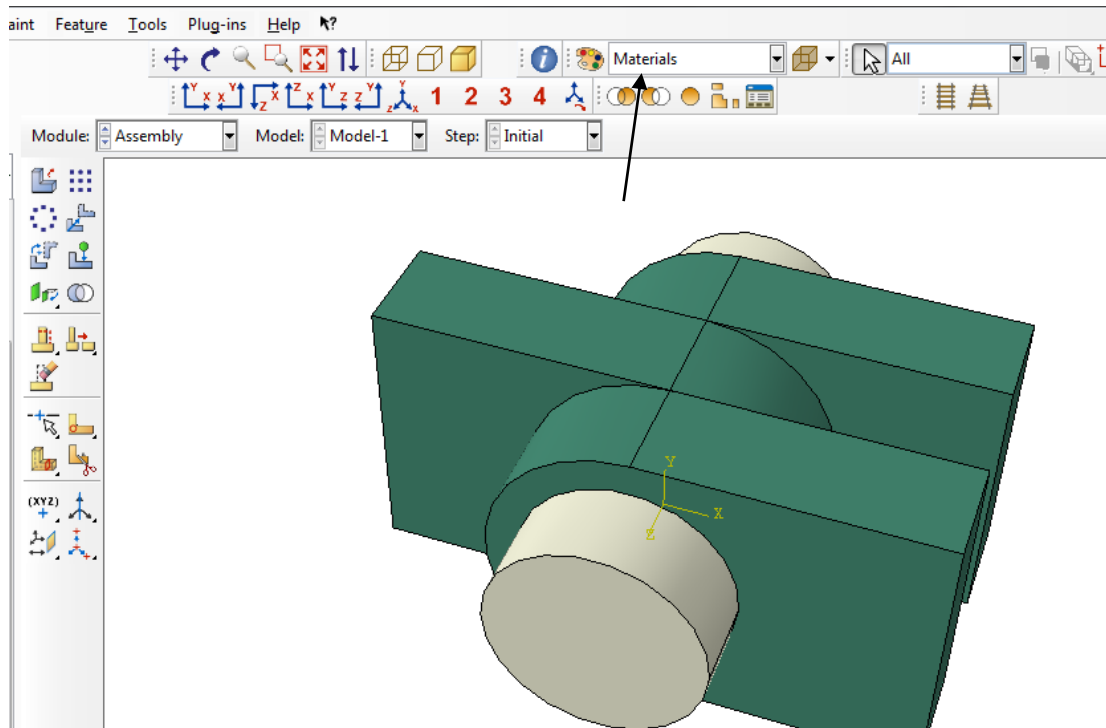 aint Feature Tools Plug-ins Help ?
Materials All
Y X X Y Z X X Z Y Z Z Y Y Z X 1 2 3 4
Module: Assembly Model: Model-1 Step: Initial
(XYZ)
Y
X
Z